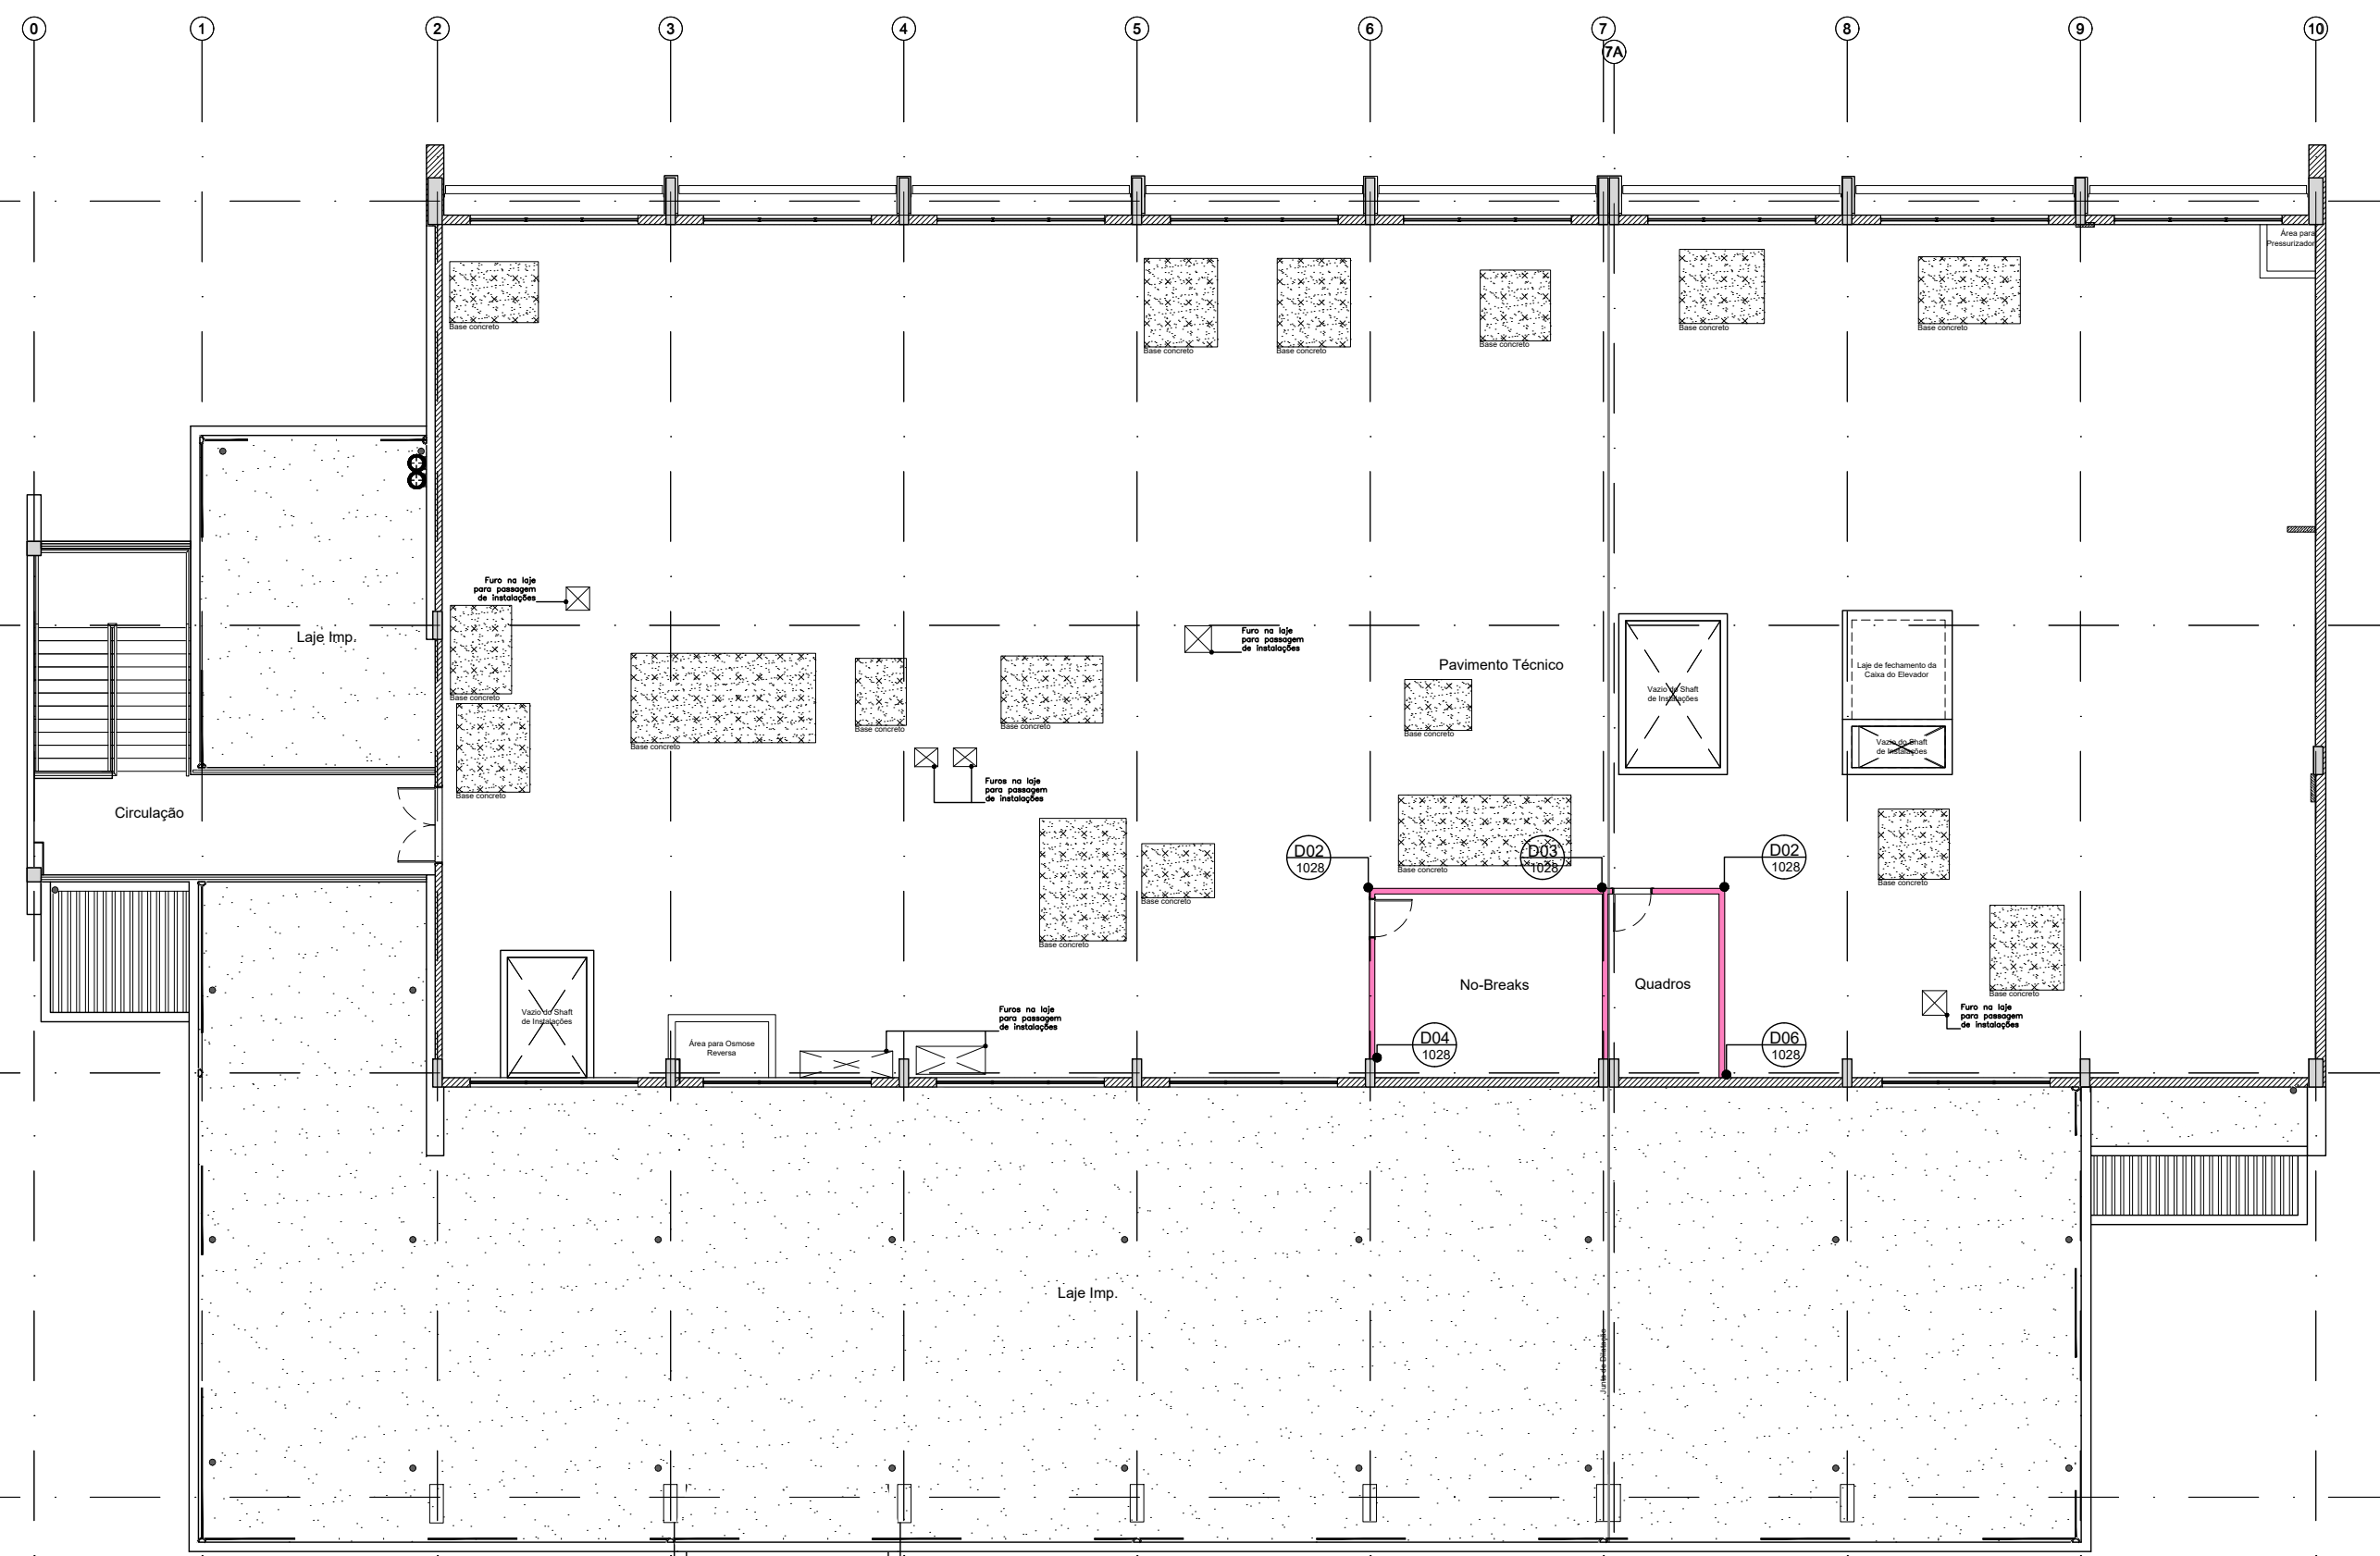 0
1
2
3
4
5
6
7
7A
8
9
10
Área para
Pressurizador
Base concreto
Base concreto
Base concreto
Base concreto
Base concreto
Base concreto
Furo na laje
para passagem
de instalações
Laje Imp.
Base concreto
Base concreto
Base concreto
Base concreto
Base concreto
Furo na laje
para passagem
de instalações
Pavimento Técnico
Base concreto
Vazio do Shaft
de Instalações
Laje de fechamento da
Caixa do Elevador
Vazio do Shaft
de Instalações
Furos na laje
para passagem
de instalações
Circulação
Base concreto
Base concreto
Base concreto
Base concreto
Base concreto
D02
1028
D03
1028
D02
1028
No-Breaks
Quadros
Vazio do Shaft
de Instalações
Área para Osmose
Reversa
Furos na laje
para passagem
de instalações
D04
1028
D06
1028
Furo na laje
para passagem
de instalações
Laje Imp.
Junta de Dilatação